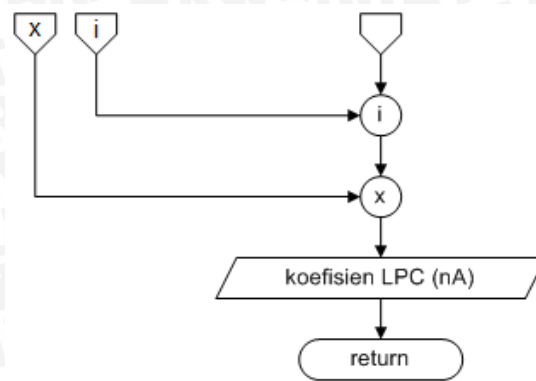 x
i
i
x
koefisien LPC (nA)
return